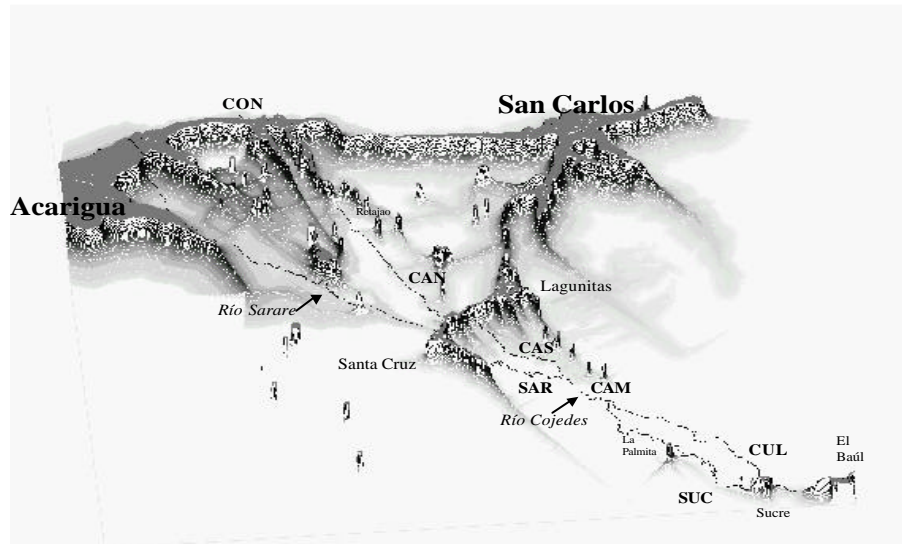 CON
San Carlos
Acarigua
Retajao
CAN
Lagunitas
Río Sarare
Santa Cruz
CAS
SAR
CAM
Río Cojedes
La
Palmita
CUL
El
Baúl
SUC
Sucre